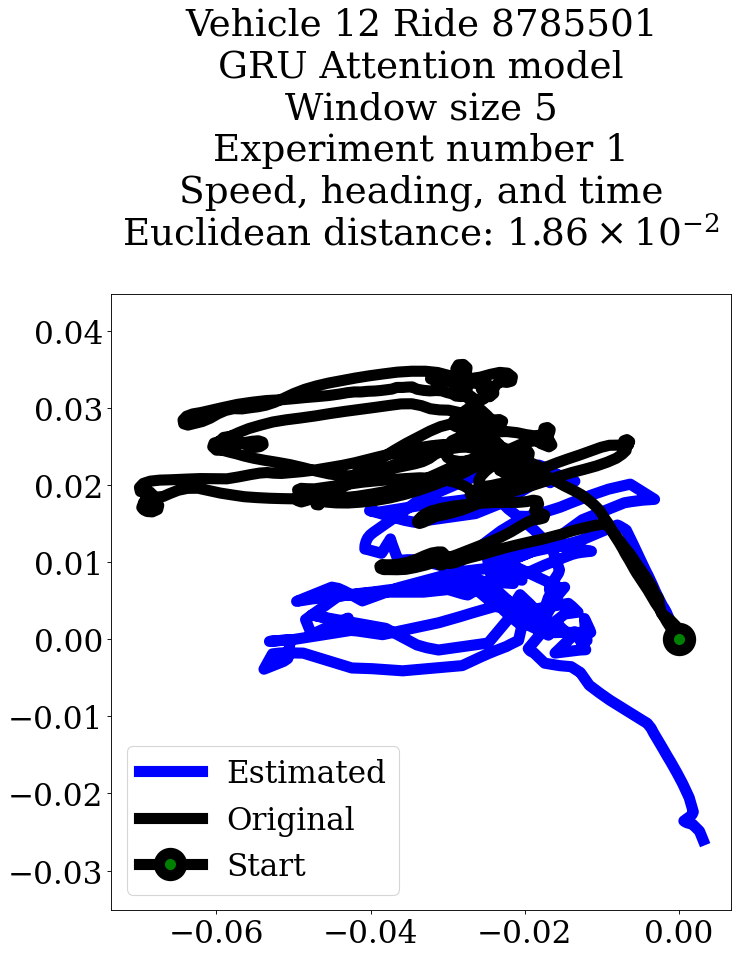 Vehicle 12 Ride 8785501
GRU Attention model
Window size 5
Experiment number 1
Speed, heading, and time
Euclidean distance: 1.86 × 10⁻²
0.04
0.03
0.02
0.01
0.00
−0.01
−0.02
−0.03
Estimated
Original
Start
−0.06 −0.04 −0.02 0.00